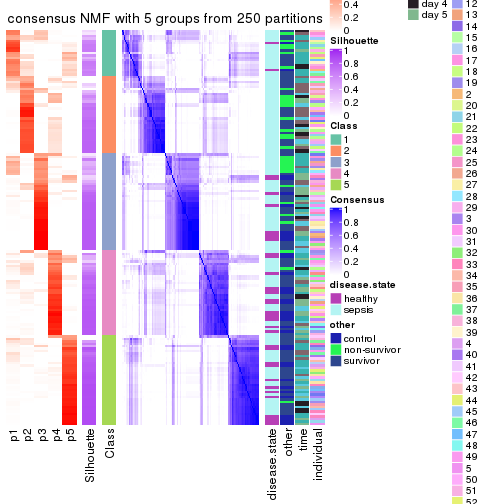 consensus NMF with 5 groups from 250 partitions
0.4
0.2
0
Silhouette
1
0.8
0.6
0.4
0.2
0
Class
1
2
3
4
5
Consensus
1
0.8
0.6
0.4
0.2
0
disease.state
healthy
sepsis
other
control
non-survivor
survivor
day 4
day 5
12
13
14
15
16
17
18
19
2
20
21
22
23
24
25
26
27
28
29
3
30
31
32
33
34
35
36
37
38
39
4
40
41
42
43
44
45
46
47
48
49
5
50
51
52
p1
p2
p3
p4
p5
Silhouette
Class
disease.state
other
time
individual